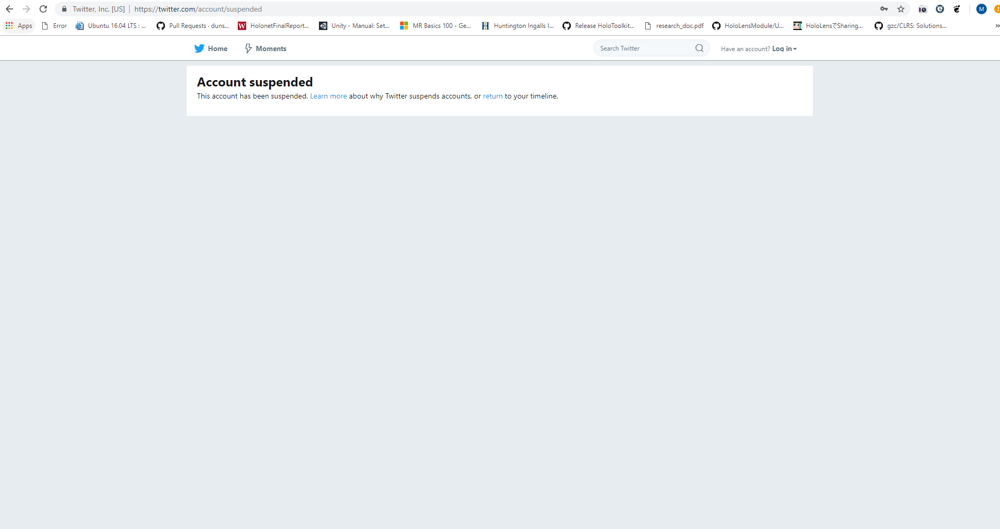 Twitter, Inc. [US] | https://twitter.com/account/suspended
M
Apps Error Ubuntu 16.04 LTS : ... Pull Requests · duns... W HolonetFinalReport... Unity - Manual: Set... MR Basics 100 - Ge... Huntington Ingalls I... Release HoloToolkit... research_doc.pdf HoloLensModule/U... HoloLensでSharing... gzc/CLRS: Solutions... »
Home Moments Search Twitter Have an account? Log in
Account suspended
This account has been suspended. Learn more about why Twitter suspends accounts, or return to your timeline.